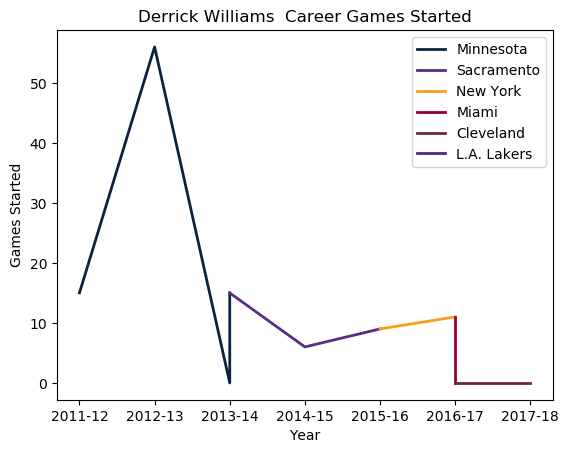 Derrick Williams  Career Games Started
Minnesota
Sacramento
New York
Miami
Cleveland
L.A. Lakers
Games Started
50
40
30
20
10
0
2011-12 2012-13 2013-14 2014-15 2015-16 2016-17 2017-18
Year